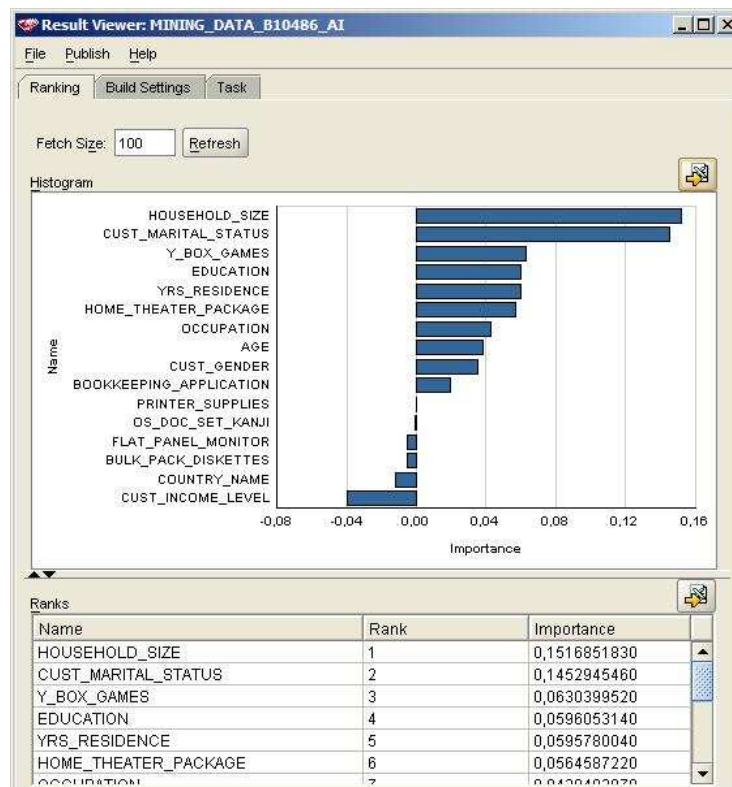 Result Viewer: MINING_DATA_B10486_AI
File Publish Help
Ranking Build Settings Task
Fetch Size: 100 Refresh
Histogram
Name
HOUSEHOLD_SIZE
CUST_MARITAL_STATUS
Y_BOX_GAMES
EDUCATION
YRS_RESIDENCE
HOME_THEATER_PACKAGE
OCCUPATION
AGE
CUST_GENDER
BOOKKEEPING_APPLICATION
PRINTER_SUPPLIES
OS_DOC_SET_KANJI
FLAT_PANEL_MONITOR
BULK_PACK_DISKETTES
COUNTRY_NAME
CUST_INCOME_LEVEL
-0,08 -0,04 0,00 0,04 0,08 0,12 0,16
Importance
Ranks
Name Rank Importance
HOUSEHOLD_SIZE 1 0,1516851830
CUST_MARITAL_STATUS 2 0,1452945460
Y_BOX_GAMES 3 0,0630399520
EDUCATION 4 0,0596053140
YRS_RESIDENCE 5 0,0595780040
HOME_THEATER_PACKAGE 6 0,0564587220
OCCUPATION 7